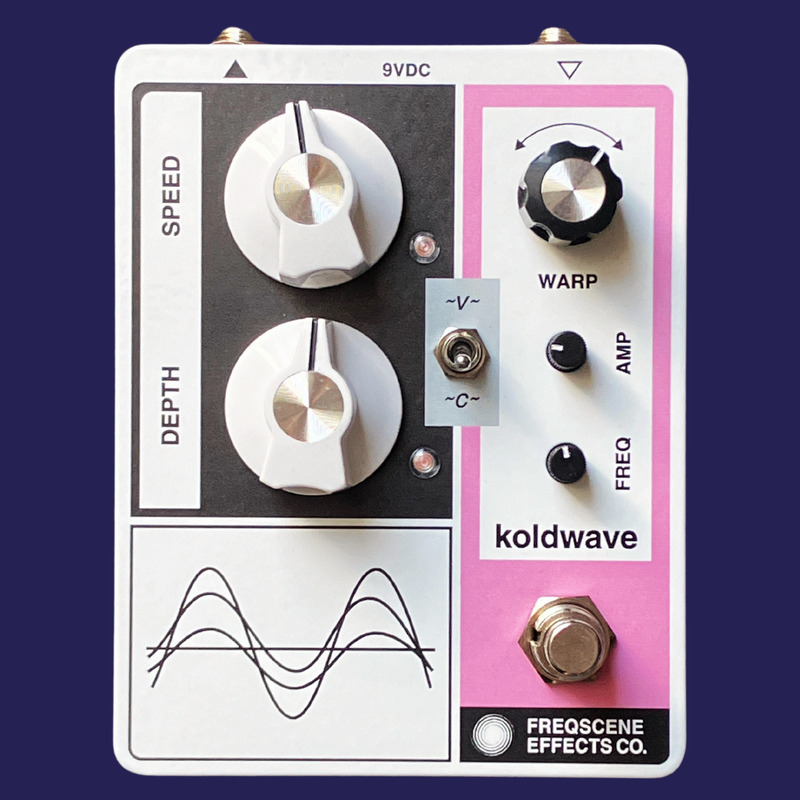 9VDC
SPEED
DEPTH
~V~
~C~
WARP
AMP
FREQ
koldwave
FREQSCENE
EFFECTS CO.